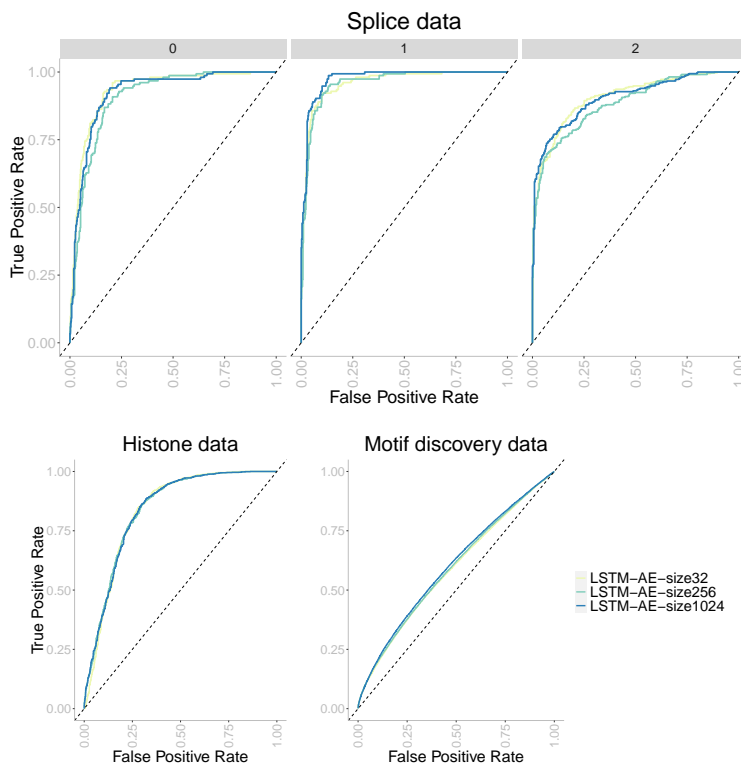 Splice data
0 1 2
1.00
0.75
0.50
0.25
0.00
True Positive Rate
0.00 0.25 0.50 0.75 1.00 0.00 0.25 0.50 0.75 1.00 0.00 0.25 0.50 0.75 1.00
False Positive Rate
Histone data
1.00
0.75
0.50
0.25
0.00
True Positive Rate
0.00 0.25 0.50 0.75 1.00
False Positive Rate
Motif discovery data
1.00
0.75
0.50
0.25
0.00
0.00 0.25 0.50 0.75 1.00
False Positive Rate
LSTM−AE−size32
LSTM−AE−size256
LSTM−AE−size1024